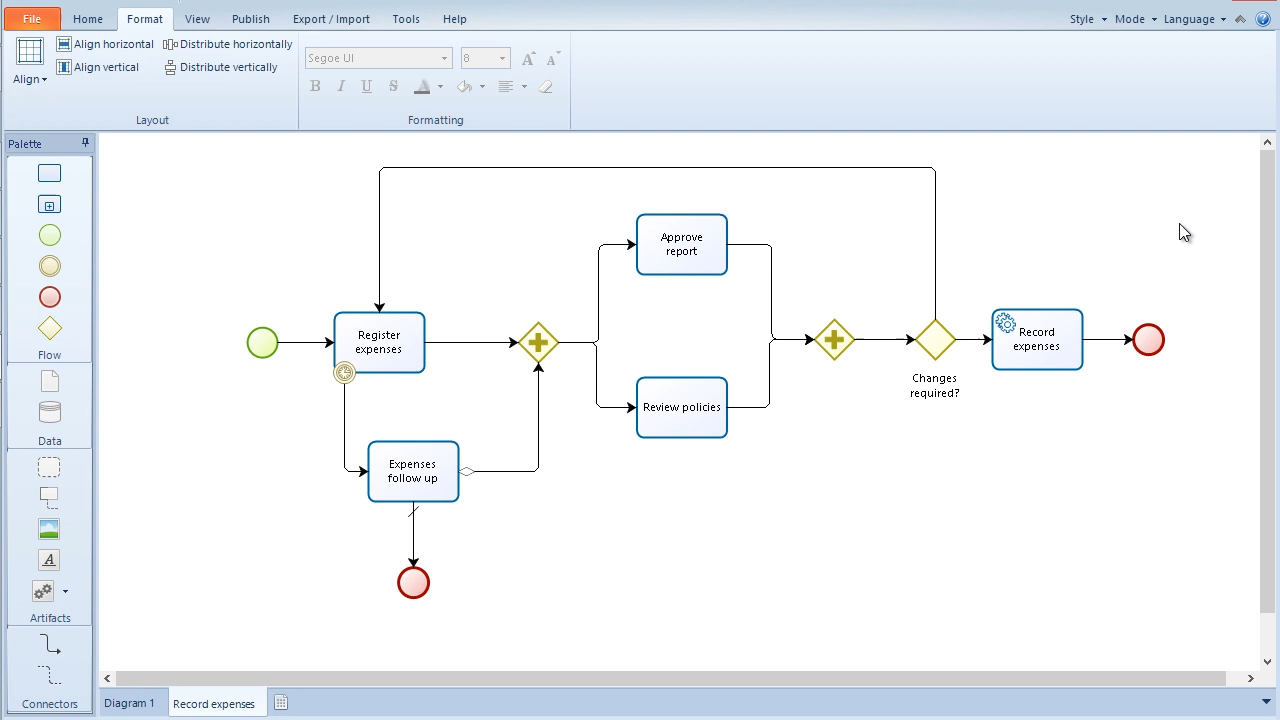 File Home Format View Publish Export / Import Tools Help Style Mode Language
Align horizontal Distribute horizontally
Segoe UI 8 A A
Align vertical Distribute vertically
Align
B I U S A
Layout Formatting
Palette
Flow
Data
A
Artifacts
Connectors
Approve
report
Register
expenses
Record
expenses
Changes
required?
Review policies
Expenses
follow up
Diagram 1 Record expenses